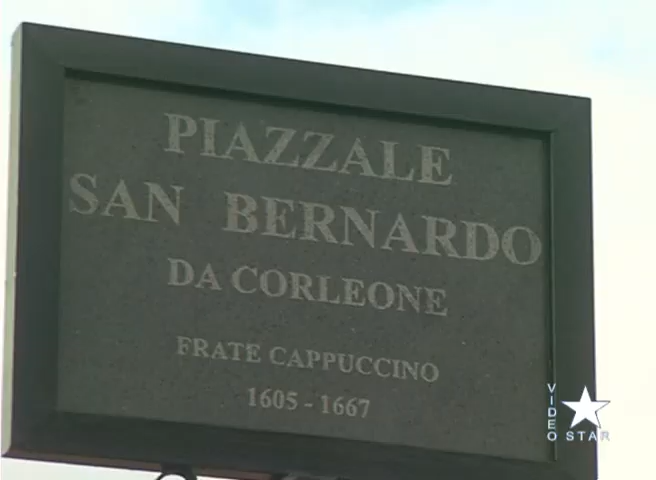 PIAZZALE
SAN BERNARDO
DA CORLEONE
FRATE CAPPUCCINO
1605 - 1667
VIDEO STAR